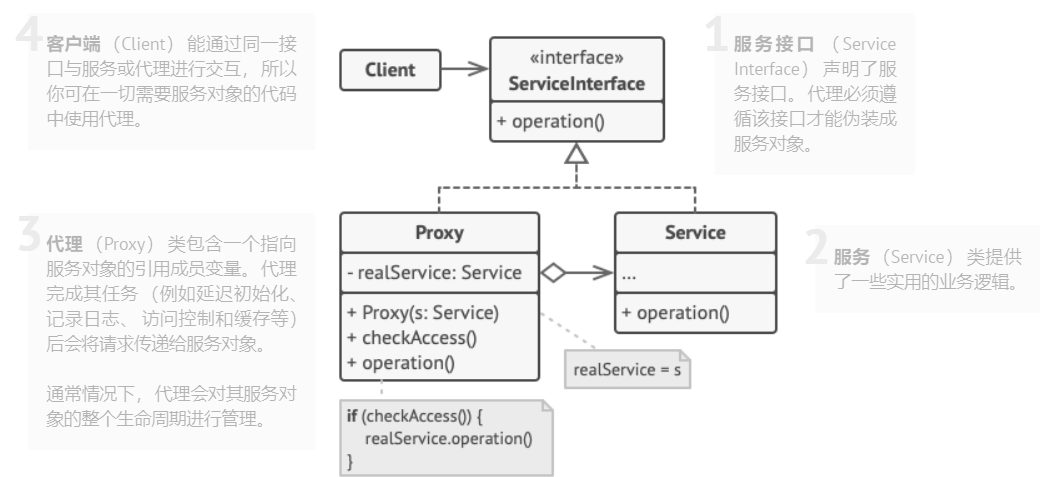 4
客户端 （Client） 能通过同一接
口与服务或代理进行交互，所以
你可在一切需要服务对象的代码
中使用代理。
Client
«interface»
ServiceInterface
+ operation()
1
服务接口 （Service
Interface） 声明了服
务接口。代理必须遵
循该接口才能伪装成
服务对象。
3
代理 （Proxy） 类包含一个指向
服务对象的引用成员变量。代理
完成其任务 （例如延迟初始化、
记录日志、 访问控制和缓存等）
后会将请求传递给服务对象。
通常情况下，代理会对其服务对
象的整个生命周期进行管理。
Proxy
- realService: Service
+ Proxy(s: Service)
+ checkAccess()
+ operation()
Service
...
+ operation()
2
服务 （Service） 类提供
了一些实用的业务逻辑。
realService = s
if (checkAccess()) {
realService.operation()
}